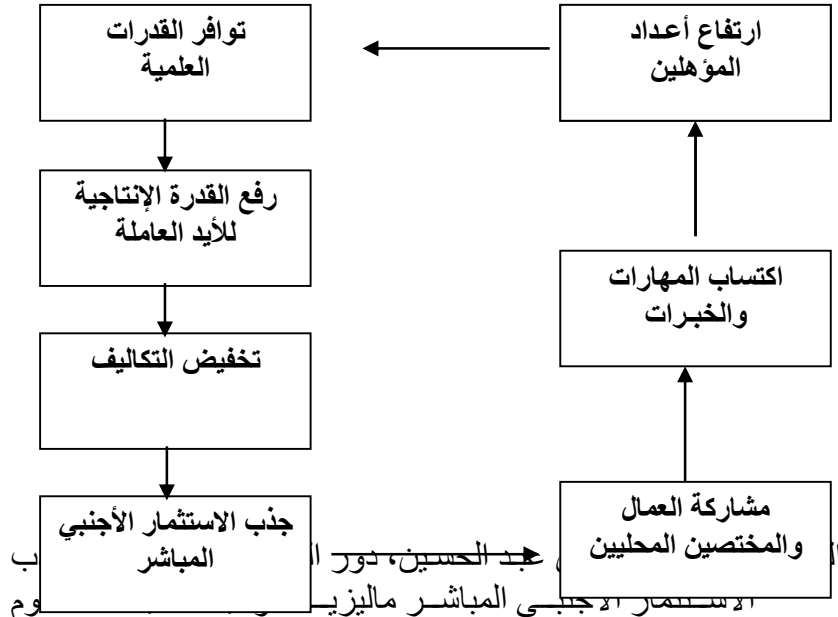 ارتفاع أعداد
المؤهلين
توافر القدرات
العلمية
رفع القدرة الإنتاجية
للأيد العاملة
تخفيض التكاليف
جذب الاستثمار الأجنبي
المباشر
مشاركة العمال
والمختصين المحليين
اكتساب المهارات
والخبرات
عبد الحسين، دور
الاستثمار الأجنبي المباشر